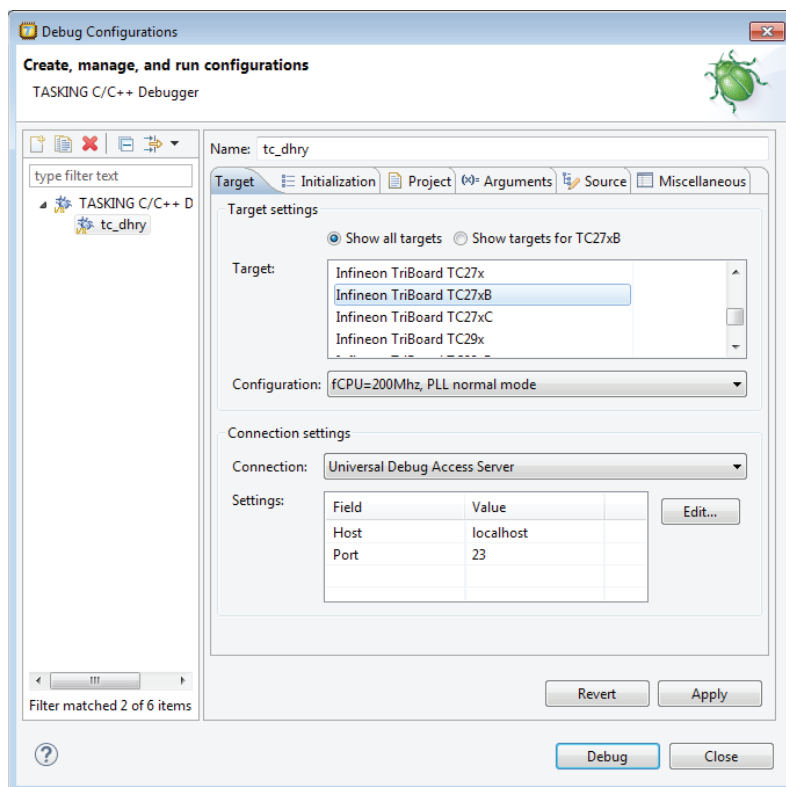 Debug Configurations
Create, manage, and run configurations
TASKING C/C++ Debugger
type filter text
TASKING C/C++ D
tc_dhry
Filter matched 2 of 6 items
Name: tc_dhry
Target Initialization Project (x)= Arguments Source Miscellaneous
Target settings
Show all targets Show targets for TC27xB
Target:
Infineon TriBoard TC27x
Infineon TriBoard TC27xB
Infineon TriBoard TC27xC
Infineon TriBoard TC29x
Configuration: fCPU=200Mhz, PLL normal mode
Connection settings
Connection: Universal Debug Access Server
Settings:
Field Value
Host localhost
Port 23
Edit...
Revert Apply
? Debug Close